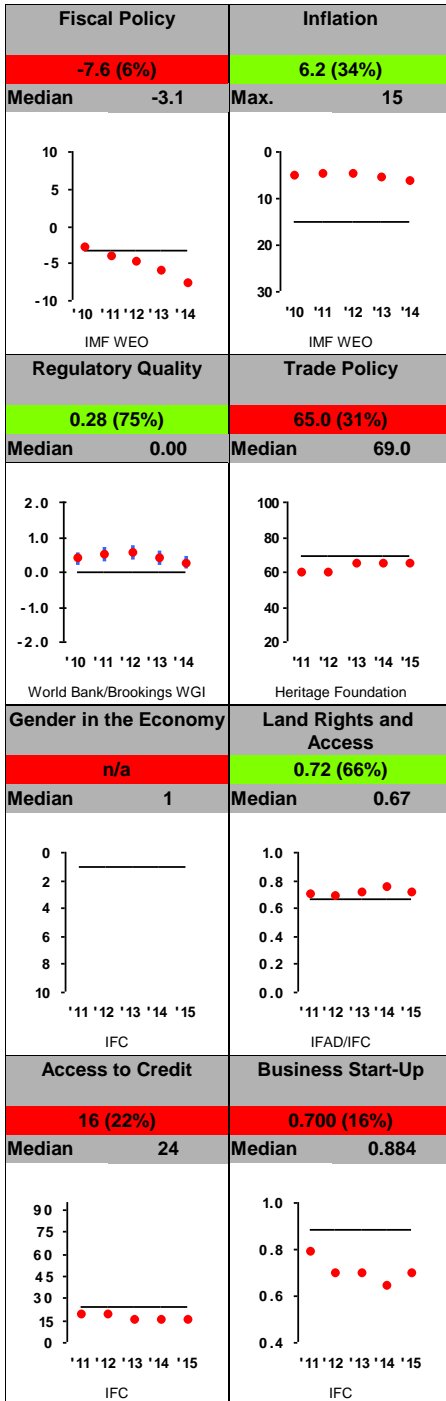 Fiscal Policy
-7.6 (6%)
Median -3.1
10
5
0
-5
-10
'10 '11 '12 '13 '14
IMF WEO
Inflation
6.2 (34%)
Max. 15
0
10
20
30
'10 '11 '12 '13 '14
IMF WEO
Regulatory Quality
0.28 (75%)
Median 0.00
2.0
1.0
0.0
-1.0
-2.0
'10 '11 '12 '13 '14
World Bank/Brookings WGI
Trade Policy
65.0 (31%)
Median 69.0
100
80
60
40
20
'11 '12 '13 '14 '15
Heritage Foundation
Gender in the Economy
n/a
Median 1
0
2
4
6
8
10
'11 '12 '13 '14 '15
IFC
Land Rights and
Access
0.72 (66%)
Median 0.67
1.0
0.8
0.6
0.4
0.2
0.0
'11 '12 '13 '14 '15
IFAD/IFC
Access to Credit
16 (22%)
Median 24
90
75
60
45
30
15
0
'11 '12 '13 '14 '15
IFC
Business Start-Up
0.700 (16%)
Median 0.884
1.0
0.8
0.6
0.4
'11 '12 '13 '14 '15
IFC